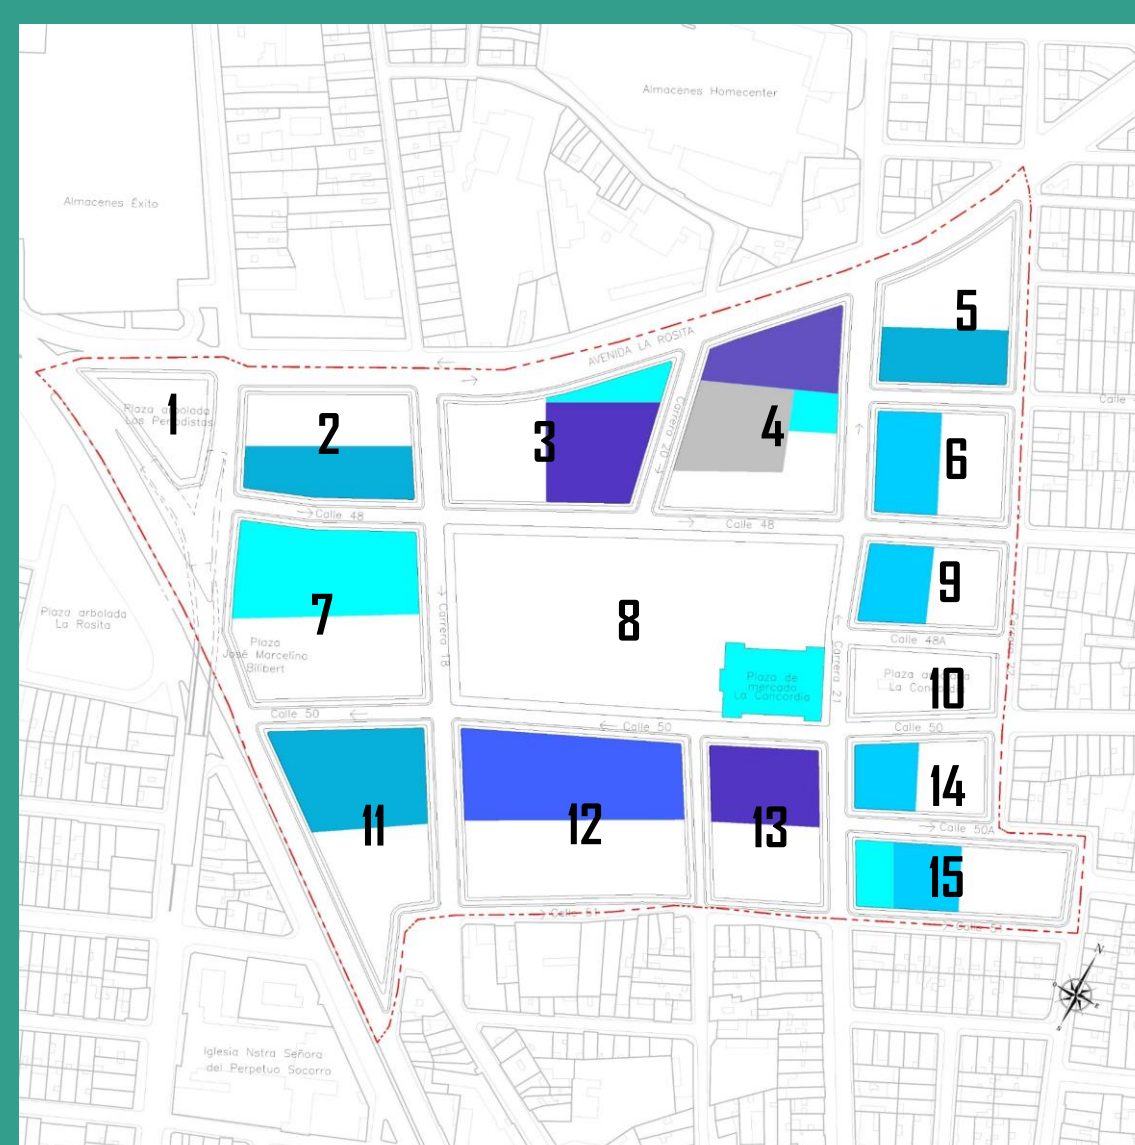 Almacenes Homecenter
Almacenes Éxito
AVENIDA LA ROSITA
5
1
Plaza arbolada
Los Periodistas
2
3
4
Carrera 20
6
Calle 48
Calle 48
7
Plaza arbolada
La Rosita
Plaza
José Marcelino
Bilibert
Carrera 18
8
9
Calle 48A
Carrera 21
Plaza de
mercado
La Concordia
10
La Concordia
Calle 50
Calle 50
Calle 50
11
12
13
14
Calle 50A
15
Calle 51
Calle 51
N
Iglesia Nstra Señora
del Perpetuo Socorro